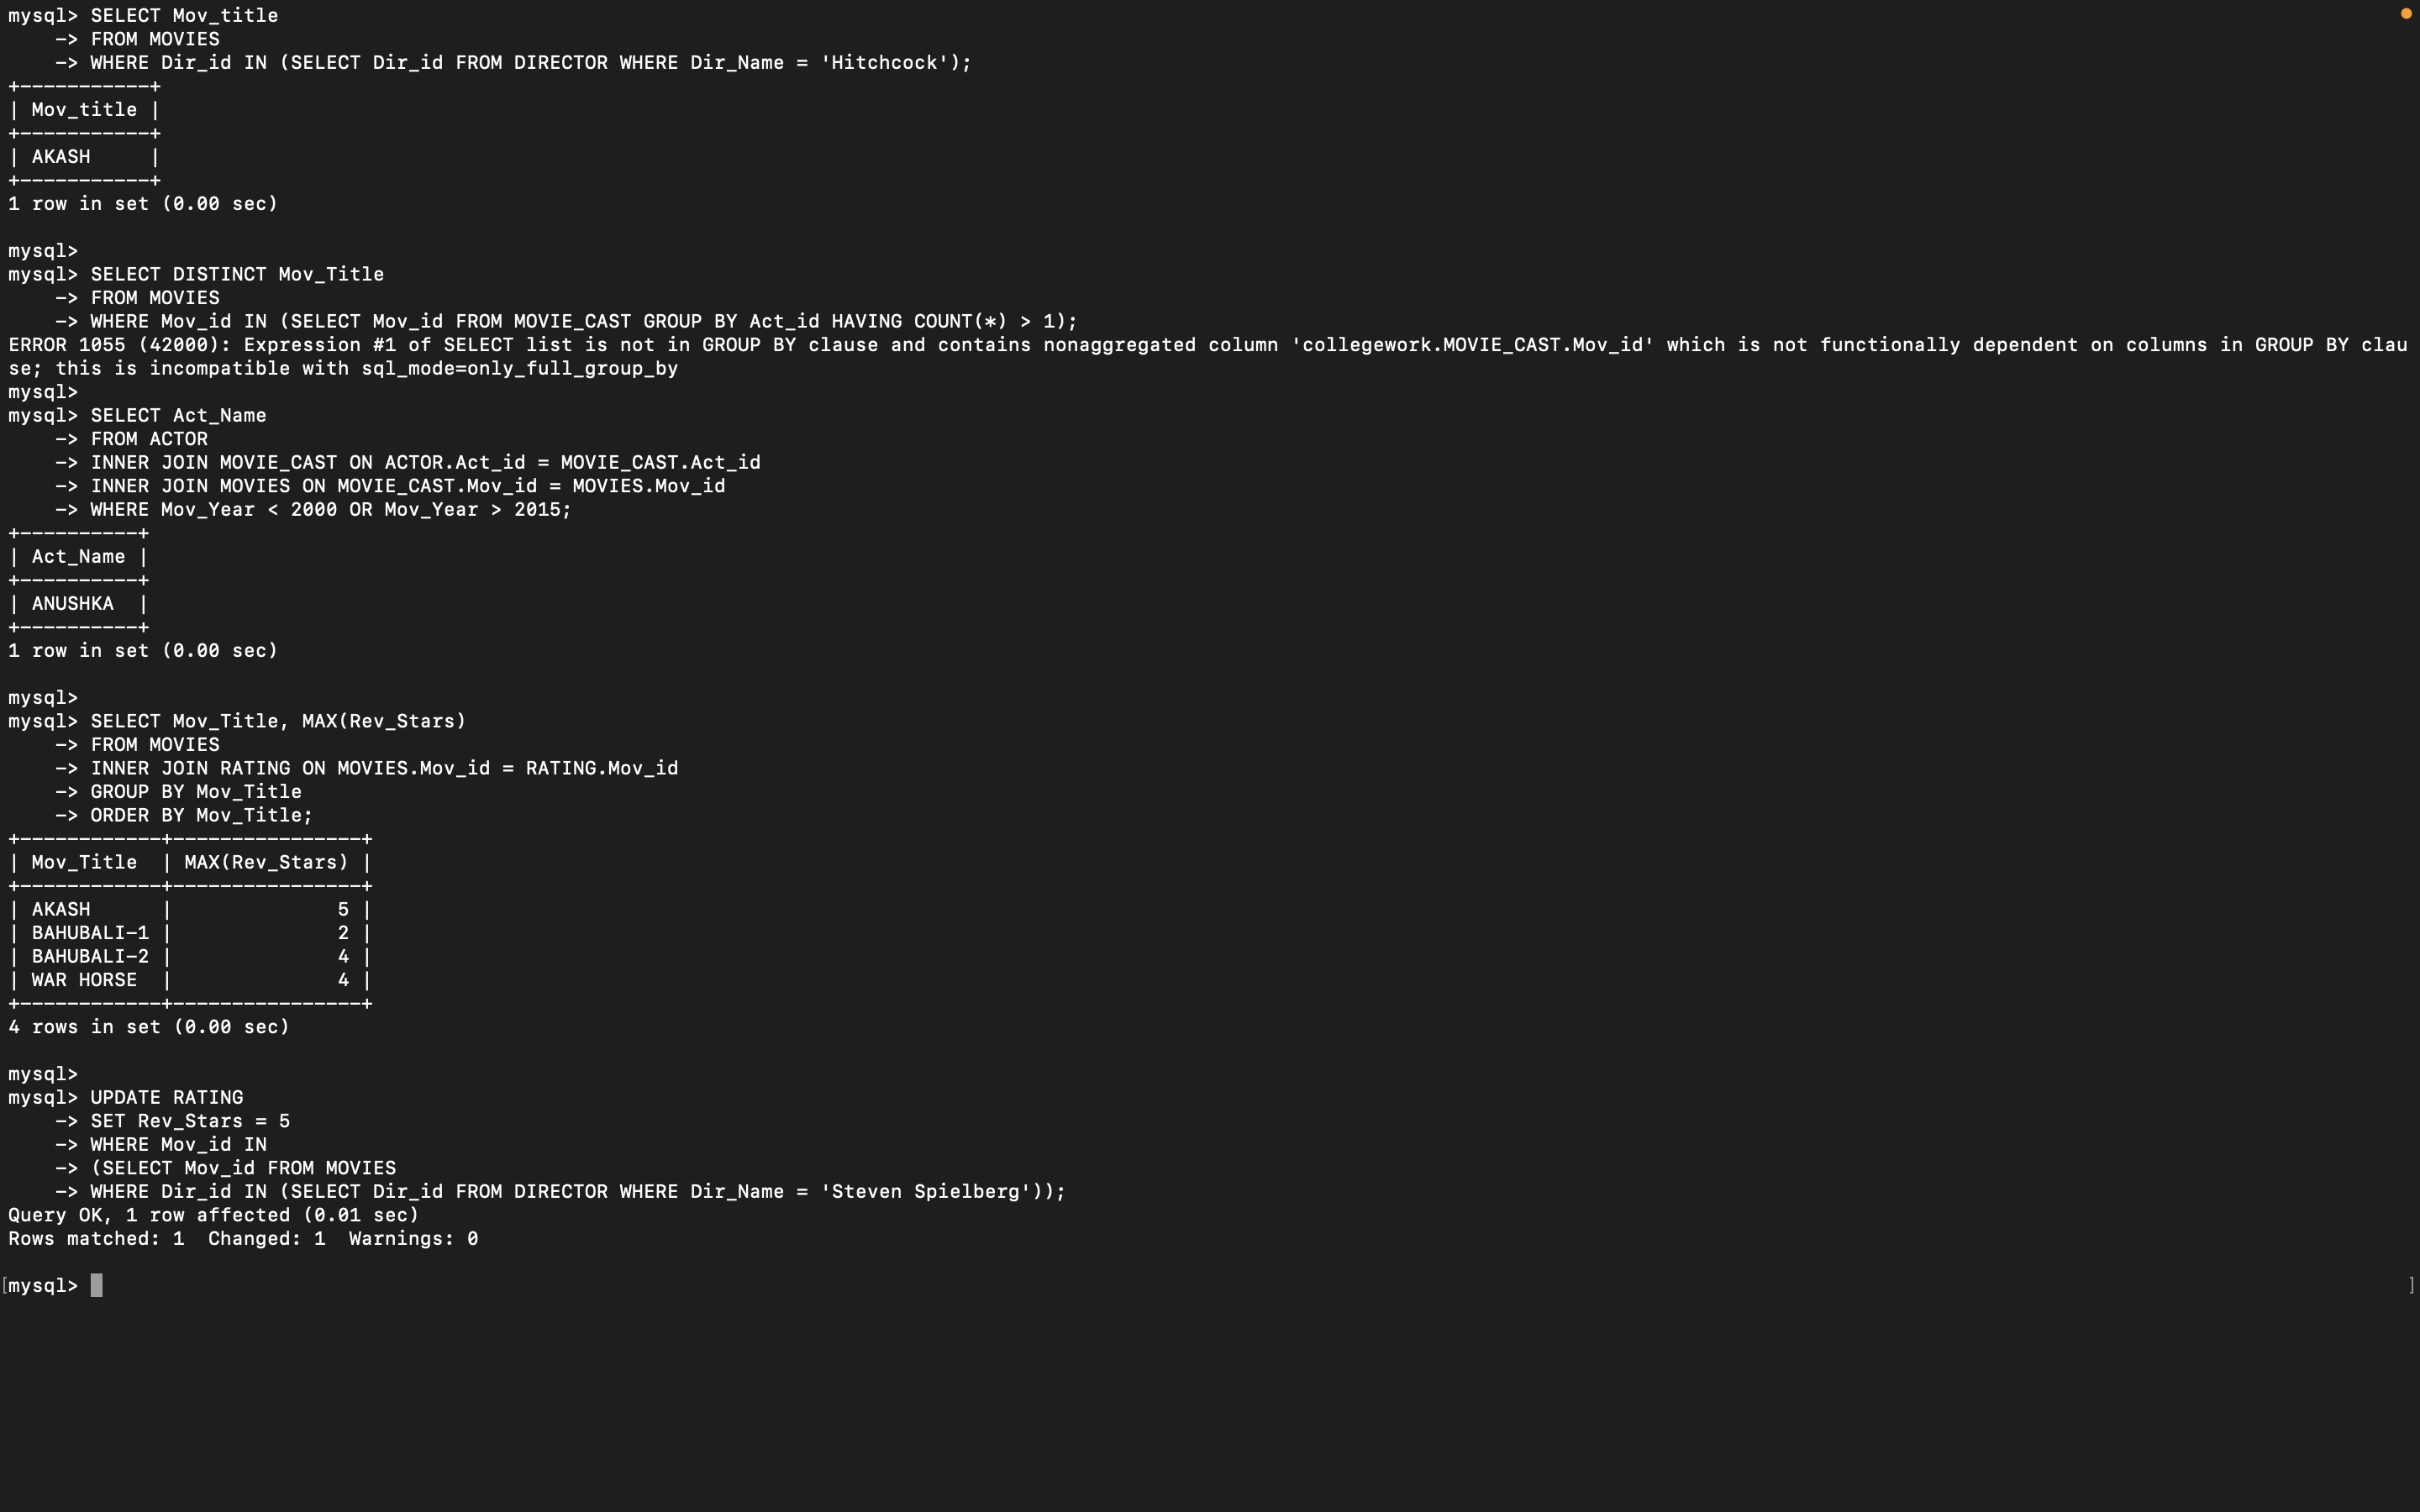 mysql> SELECT Mov_title
    -> FROM MOVIES
    -> WHERE Dir_id IN (SELECT Dir_id FROM DIRECTOR WHERE Dir_Name = 'Hitchcock');
+-----------+
| Mov_title |
+-----------+
| AKASH     |
+-----------+
1 row in set (0.00 sec)

mysql>
mysql> SELECT DISTINCT Mov_Title
    -> FROM MOVIES
    -> WHERE Mov_id IN (SELECT Mov_id FROM MOVIE_CAST GROUP BY Act_id HAVING COUNT(*) > 1);
ERROR 1055 (42000): Expression #1 of SELECT list is not in GROUP BY clause and contains nonaggregated column 'collegework.MOVIE_CAST.Mov_id' which is not functionally dependent on columns in GROUP BY clau
se; this is incompatible with sql_mode=only_full_group_by
mysql>
mysql> SELECT Act_Name
    -> FROM ACTOR
    -> INNER JOIN MOVIE_CAST ON ACTOR.Act_id = MOVIE_CAST.Act_id
    -> INNER JOIN MOVIES ON MOVIE_CAST.Mov_id = MOVIES.Mov_id
    -> WHERE Mov_Year < 2000 OR Mov_Year > 2015;
+----------+
| Act_Name |
+----------+
| ANUSHKA  |
+----------+
1 row in set (0.00 sec)

mysql>
mysql> SELECT Mov_Title, MAX(Rev_Stars)
    -> FROM MOVIES
    -> INNER JOIN RATING ON MOVIES.Mov_id = RATING.Mov_id
    -> GROUP BY Mov_Title
    -> ORDER BY Mov_Title;
+------------+----------------+
| Mov_Title  | MAX(Rev_Stars) |
+------------+----------------+
| AKASH      |              5 |
| BAHUBALI-1 |              2 |
| BAHUBALI-2 |              4 |
| WAR HORSE  |              4 |
+------------+----------------+
4 rows in set (0.00 sec)

mysql>
mysql> UPDATE RATING
    -> SET Rev_Stars = 5
    -> WHERE Mov_id IN
    -> (SELECT Mov_id FROM MOVIES
    -> WHERE Dir_id IN (SELECT Dir_id FROM DIRECTOR WHERE Dir_Name = 'Steven Spielberg'));
Query OK, 1 row affected (0.01 sec)
Rows matched: 1  Changed: 1  Warnings: 0

[mysql> ]